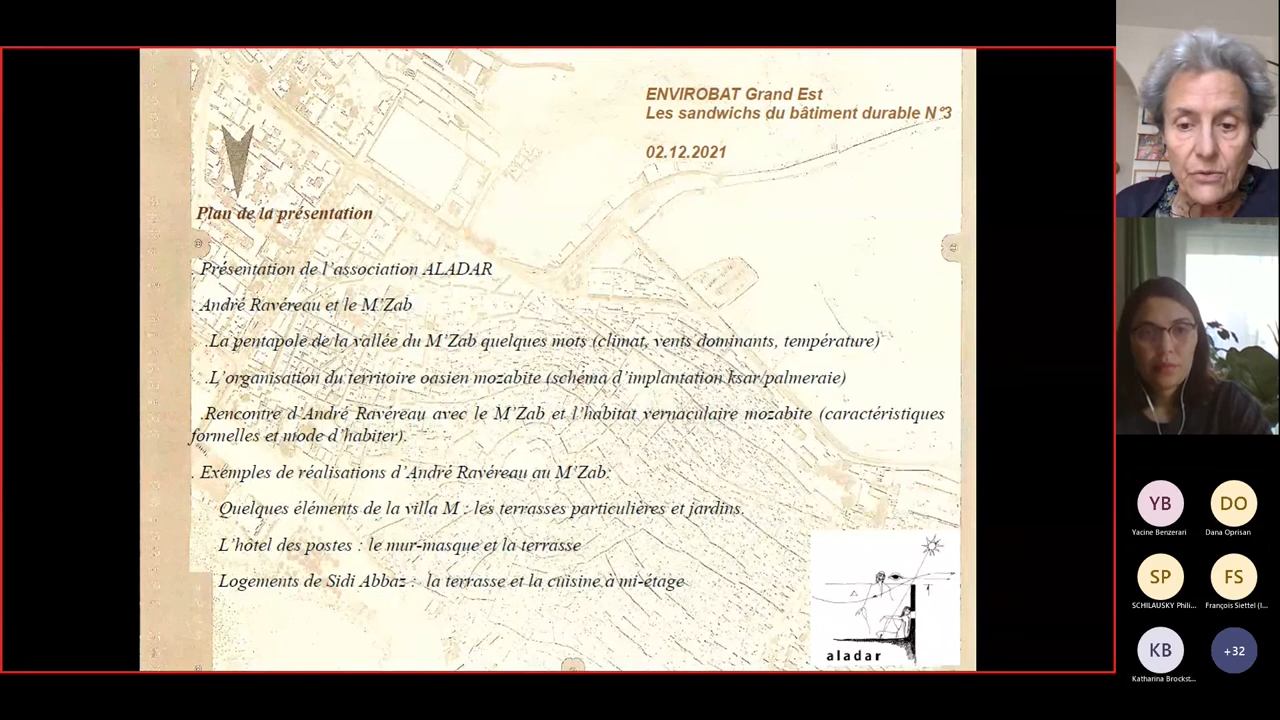 ENVIROBAT Grand Est
Les sandwichs du bâtiment durable N°3
02.12.2021
Plan de la présentation
. Présentation de l'association ALADAR
. André Ravéreau et le M'Zab
.La pentapole de la vallée du M'Zab quelques mots (climat, vents dominants, température)
.L'organisation du territoire oasien mozabite (schéma d'implantation ksar/palmeraie)
.Rencontre d'André Ravéreau avec le M'Zab et l'habitat vernaculaire mozabite (caractéristiques
formelles et mode d'habiter).
. Exemples de réalisations d'André Ravéreau au M'Zab:
Quelques éléments de la villa M : les terrasses particulières et jardins.
L'hôtel des postes : le mur-masque et la terrasse
Logements de Sidi Abbaz : la terrasse et la cuisine à mi-étage
aladar
YB
DO
Yacine Benzerari
Dana Oprisan
SP
FS
SCHILAUSKY Phili...
François Siettel (I...
KB
+32
Katharina Brockst...